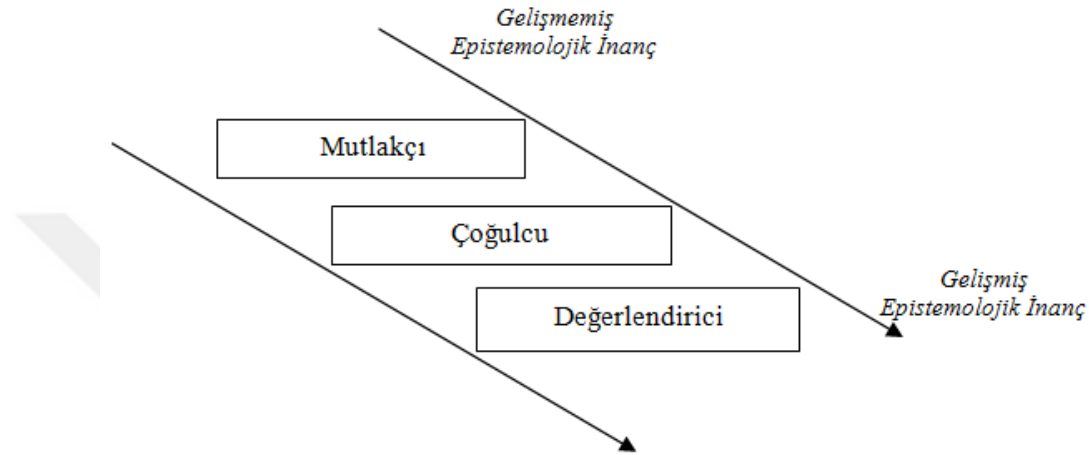 Gelişmemiş
Epistemolojik İnanç
Mutlakçı
Çoğulcu
Değerlendirici
Gelişmiş
Epistemolojik İnanç